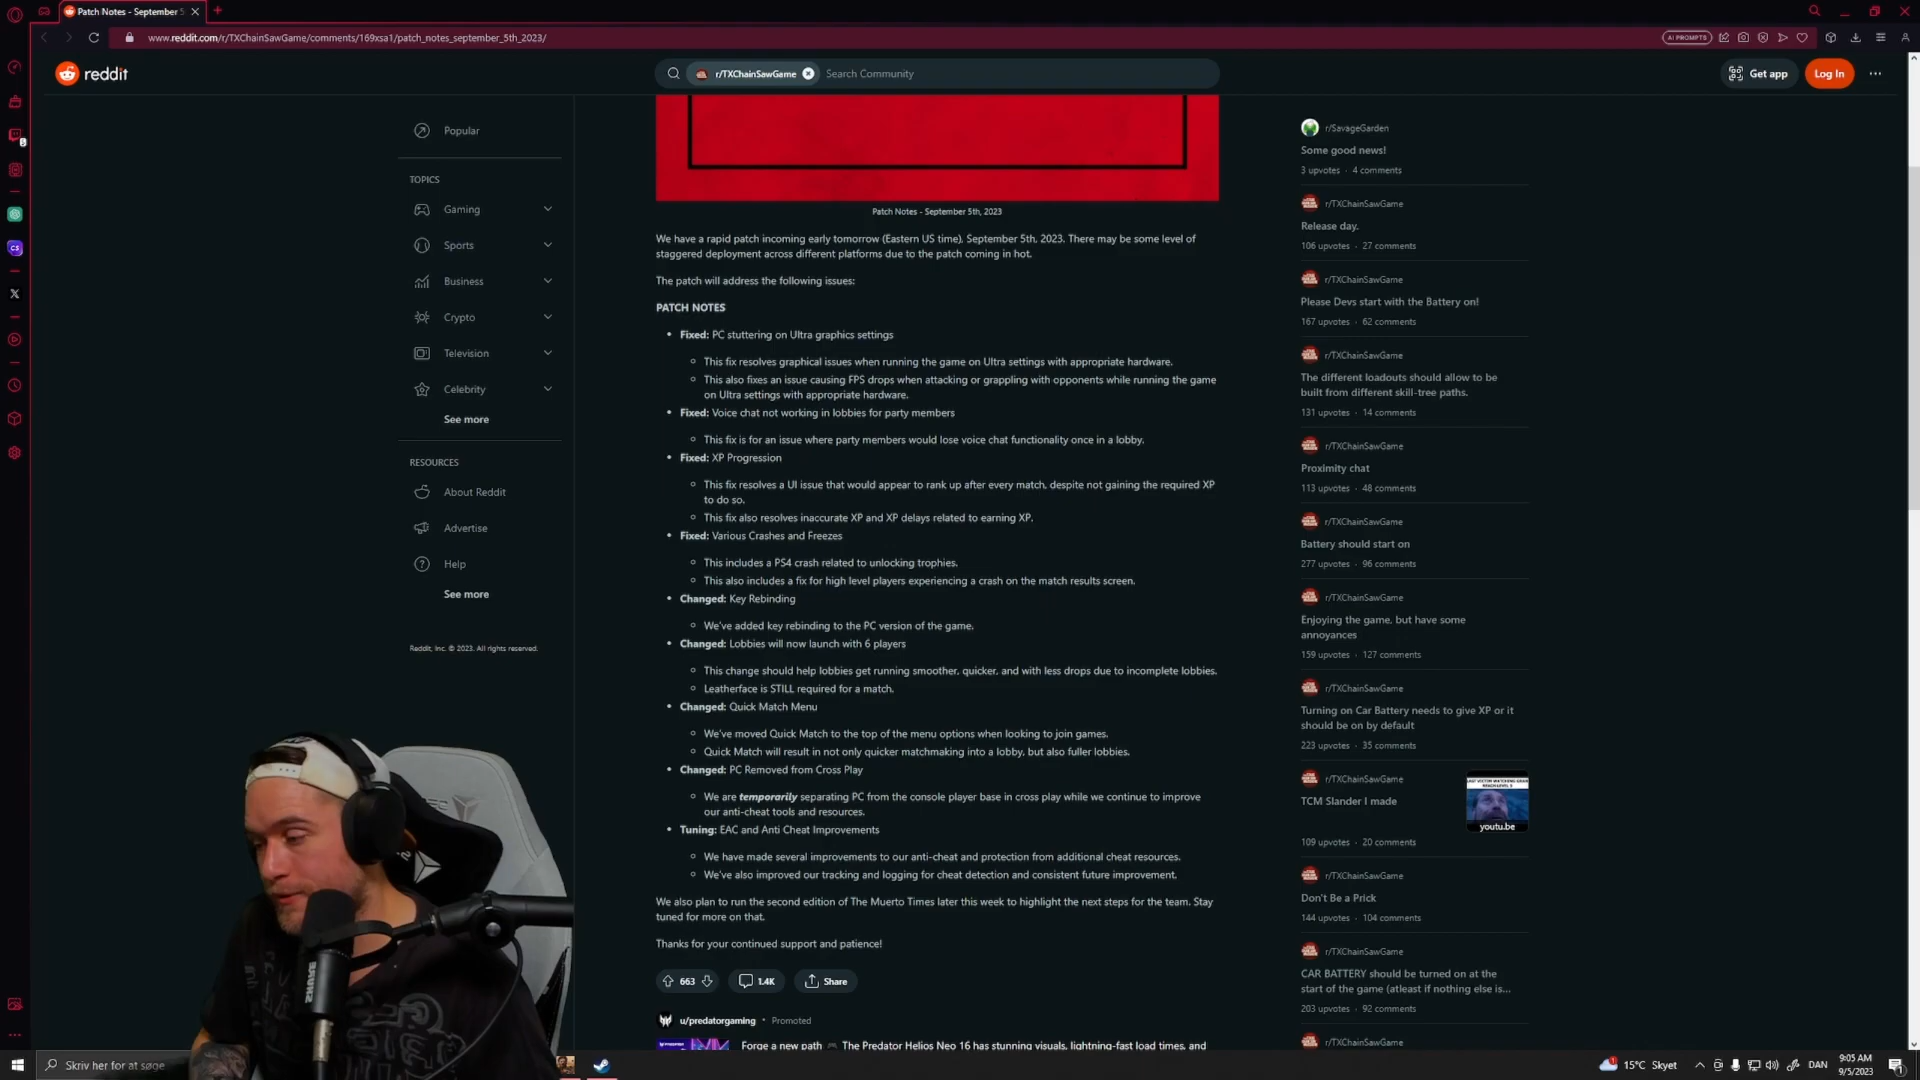 Patch Notes - September 5
www.reddit.com/r/TXChainSawGame/comments/169xsa1/patch_notes_september_5th_2023/
AI PROMPTS
reddit
r/TXChainSawGame
Search Community
Get app
Log In
Popular
TOPICS
Gaming
Sports
Business
Crypto
Television
Celebrity
See more
RESOURCES
About Reddit
Advertise
Help
See more
Reddit, Inc. © 2023. All rights reserved.
Patch Notes - September 5th, 2023
We have a rapid patch incoming early tomorrow (Eastern US time), September 5th, 2023. There may be some level of
staggered deployment across different platforms due to the patch coming in hot.
The patch will address the following issues:
PATCH NOTES
Fixed: PC stuttering on Ultra graphics settings
This fix resolves graphical issues when running the game on Ultra settings with appropriate hardware.
This also fixes an issue causing FPS drops when attacking or grappling with opponents while running the game
on Ultra settings with appropriate hardware.
Fixed: Voice chat not working in lobbies for party members
This fix is for an issue where party members would lose voice chat functionality once in a lobby.
Fixed: XP Progression
This fix resolves a UI issue that would appear to rank up after every match, despite not gaining the required XP
to do so.
This fix also resolves inaccurate XP and XP delays related to earning XP.
Fixed: Various Crashes and Freezes
This includes a PS4 crash related to unlocking trophies.
This also includes a fix for high level players experiencing a crash on the match results screen.
Changed: Key Rebinding
We've added key rebinding to the PC version of the game.
Changed: Lobbies will now launch with 6 players
This change should help lobbies get running smoother, quicker, and with less drops due to incomplete lobbies.
Leatherface is STILL required for a match.
Changed: Quick Match Menu
We've moved Quick Match to the top of the menu options when looking to join games.
Quick Match will result in not only quicker matchmaking into a lobby, but also fuller lobbies.
Changed: PC Removed from Cross Play
We are temporarily separating PC from the console player base in cross play while we continue to improve
our anti-cheat tools and resources.
Tuning: EAC and Anti Cheat Improvements
We have made several improvements to our anti-cheat and protection from additional cheat resources.
We've also improved our tracking and logging for cheat detection and consistent future improvement.
We also plan to run the second edition of The Muerto Times later this week to highlight the next steps for the team. Stay
tuned for more on that.
Thanks for your continued support and patience!
663
1.4K
Share
u/predatorgaming • Promoted
Forge a new path 🎮 The Predator Helios Neo 16 has stunning visuals, lightning-fast load times, and
r/SavageGarden
Some good news!
3 upvotes · 4 comments
r/TXChainSawGame
Release day.
106 upvotes · 27 comments
r/TXChainSawGame
Please Devs start with the Battery on!
167 upvotes · 62 comments
r/TXChainSawGame
The different loadouts should allow to be
built from different skill-tree paths.
131 upvotes · 14 comments
r/TXChainSawGame
Proximity chat
113 upvotes · 48 comments
r/TXChainSawGame
Battery should start on
277 upvotes · 96 comments
r/TXChainSawGame
Enjoying the game, but have some
annoyances
159 upvotes · 127 comments
r/TXChainSawGame
Turning on Car Battery needs to give XP or it
should be on by default
223 upvotes · 35 comments
r/TXChainSawGame
TCM Slander I made
youtu.be
109 upvotes · 20 comments
r/TXChainSawGame
Don't Be a Prick
144 upvotes · 104 comments
r/TXChainSawGame
CAR BATTERY should be turned on at the
start of the game (atleast if nothing else is...
203 upvotes · 92 comments
r/TXChainSawGame
Skriv her for at søge
15°C Skyet
DAN
9:05 AM
9/5/2023